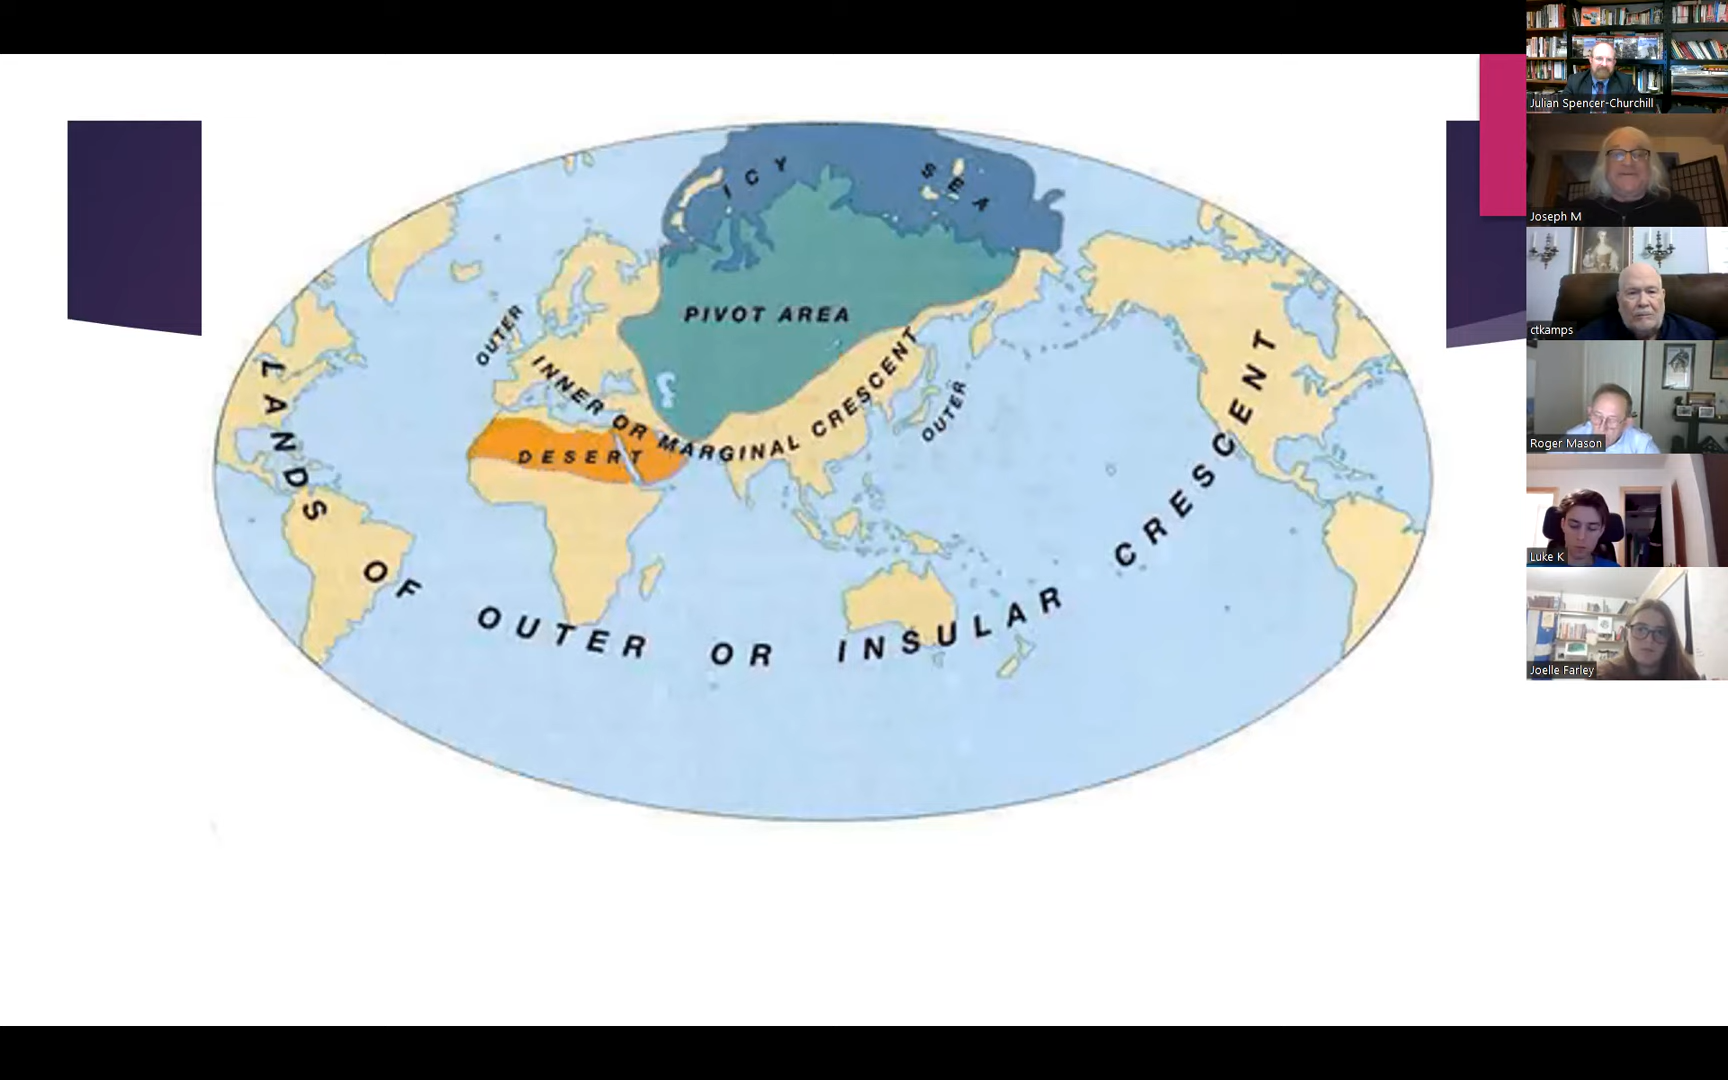 ICY SEA
PIVOT AREA
OUTER
INNER OR MARGINAL CRESCENT
OUTER
DESERT
LANDS OF OUTER OR INSULAR CRESCENT
Julian Spencer-Churchill
Joseph M
ctkamps
Roger Mason
Luke K
Joelle Farley